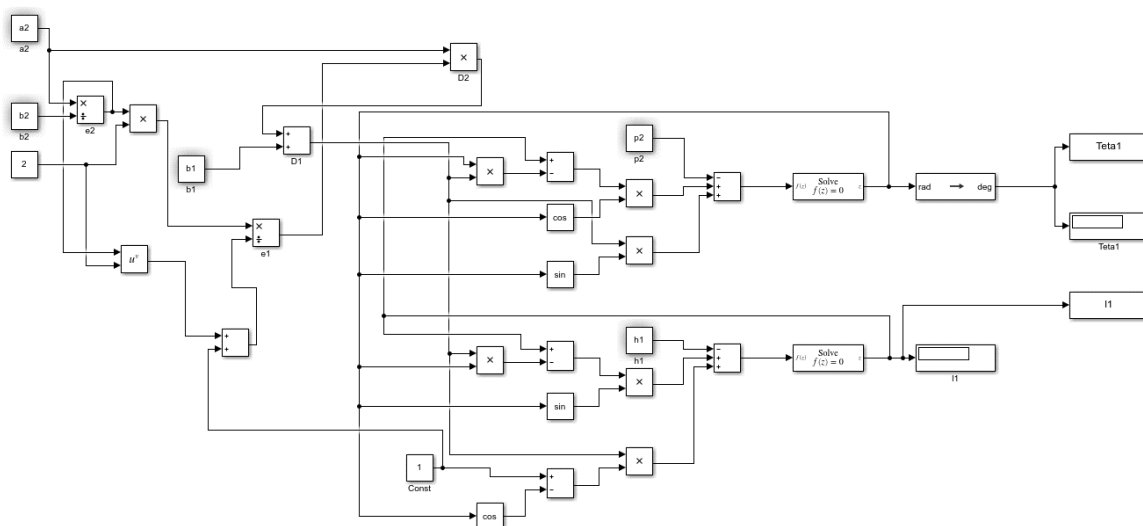 a2
a2
×
D2
×
÷
e2
×
b2
b2
+
+
D1
p2
p2
Teta1
2
b1
b1
×
+
−
×
−
+
+
f(z)
Solve
f(z) = 0
z
rad
deg
cos
×
÷
e1
×
Teta1
uᵛ
sin
I1
+
+
h1
h1
+
−
×
×
−
+
+
f(z)
Solve
f(z) = 0
z
I1
sin
×
1
Const
+
−
cos